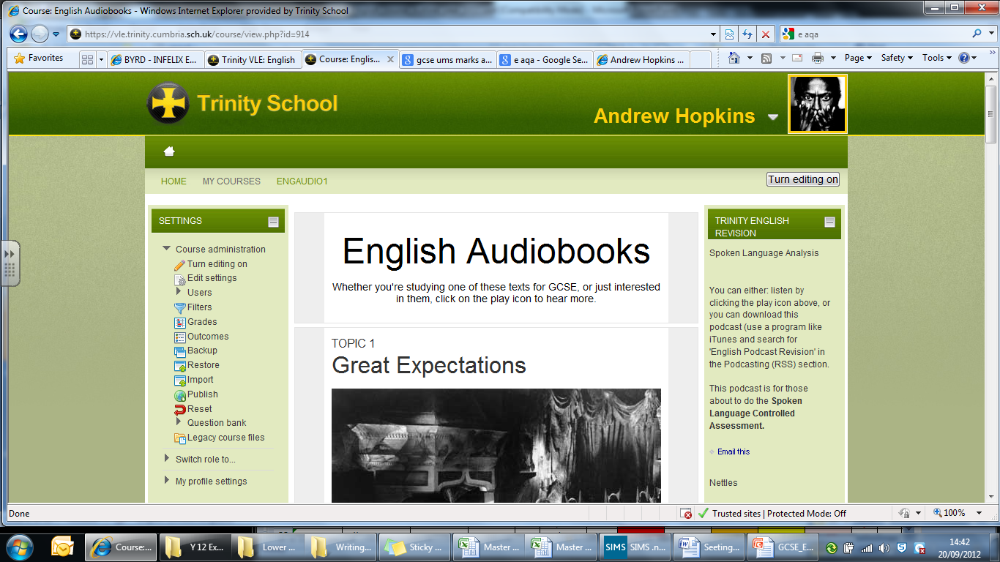 Course: English Audiobooks - Windows Internet Explorer provided by Trinity School
https://vle.trinity.cumbria.sch.uk/course/view.php?id=914
e aqa
Favorites
BYRD - INFELIX E...
Trinity VLE: English
Course: Englis...
gcse ums marks a...
e aqa - Google Se...
Andrew Hopkins ...
Page
Safety
Tools
Trinity School
Andrew Hopkins
HOME MY COURSES ENGAUDIO1
Turn editing on
SETTINGS
Course administration
Turn editing on
Edit settings
Users
Filters
Grades
Outcomes
Backup
Restore
Import
Publish
Reset
Question bank
Legacy course files
Switch role to...
My profile settings
English Audiobooks
Whether you're studying one of these texts for GCSE, or just interested
in them, click on the play icon to hear more.
TOPIC 1
Great Expectations
TRINITY ENGLISH
REVISION
Spoken Language Analysis
You can either: listen by
clicking the play icon above, or
you can download this
podcast (use a program like
iTunes and search for
'English Podcast Revision' in
the Podcasting (RSS) section.
This podcast is for those
about to do the Spoken
Language Controlled
Assessment.
Email this
Nettles
Done
Trusted sites | Protected Mode: Off
100%
Course:...
Y 12 Ex...
Lower ...
Writing...
Sticky ...
Master ...
Master ...
SIMS SIMS .n...
Seeting...
GCSE_E...
14:42
20/09/2012